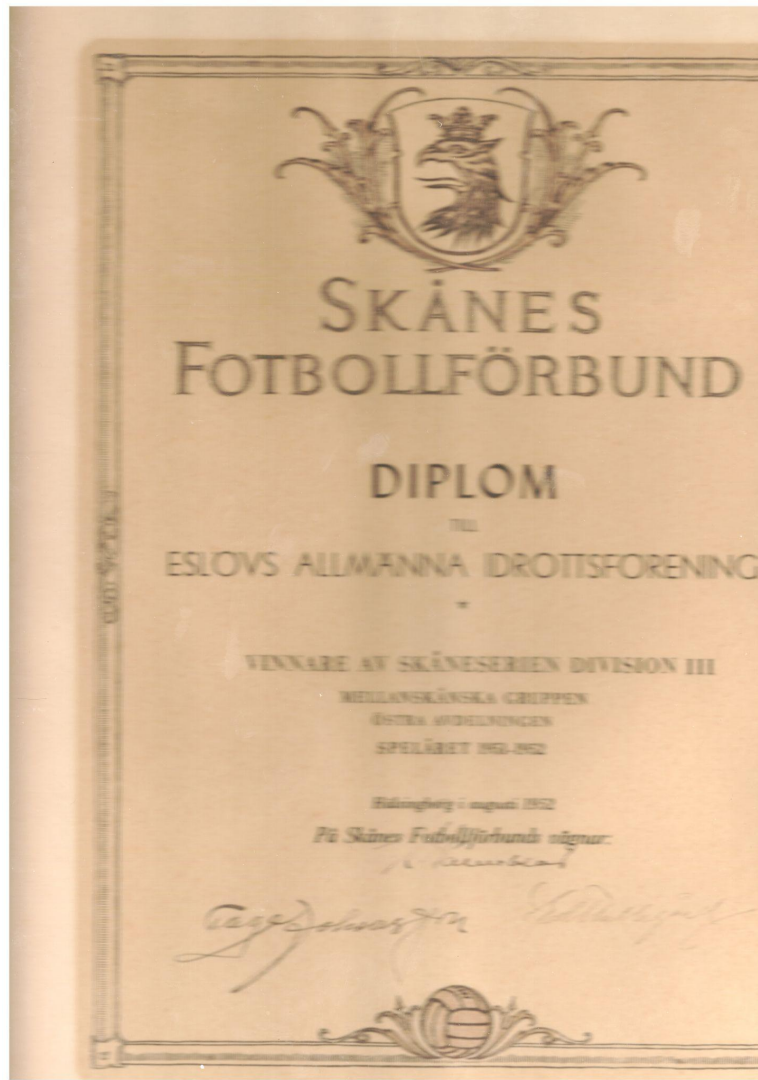 SKÅNES
FOTBOLLFÖRBUND
DIPLOM
TILL
ESLÖVS ALLMÄNNA IDROTTSFÖRENING
VINNARE AV SKÅNESERIEN DIVISION III
MELLANSKÅNSKA GRUPPEN
ÖSTRA AVDELNINGEN
SPELÅRET 1951-1952
Hälsingborg i augusti 1952
På Skånes Fotbollförbunds vägnar:
Tage